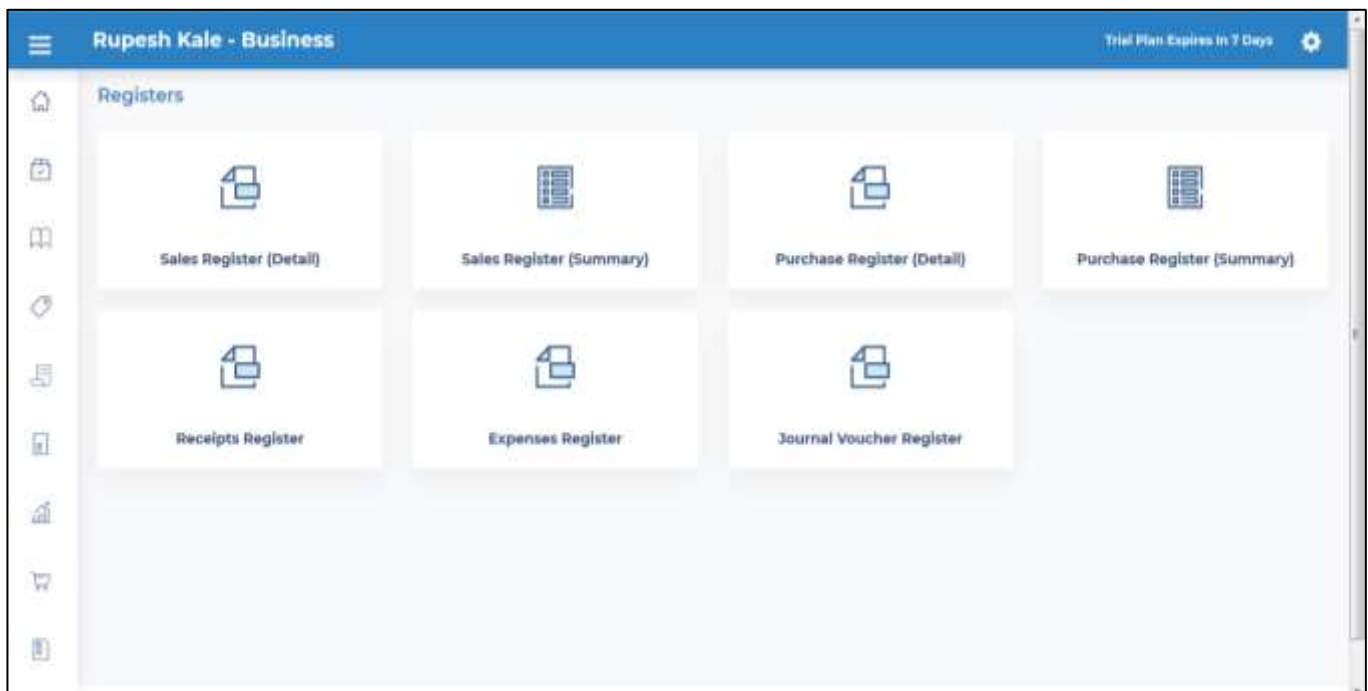 Rupesh Kale - Business
Trial Plan Expires In 7 Days
Registers
Sales Register (Detail)
Sales Register (Summary)
Purchase Register (Detail)
Purchase Register (Summary)
Receipts Register
Expenses Register
Journal Voucher Register